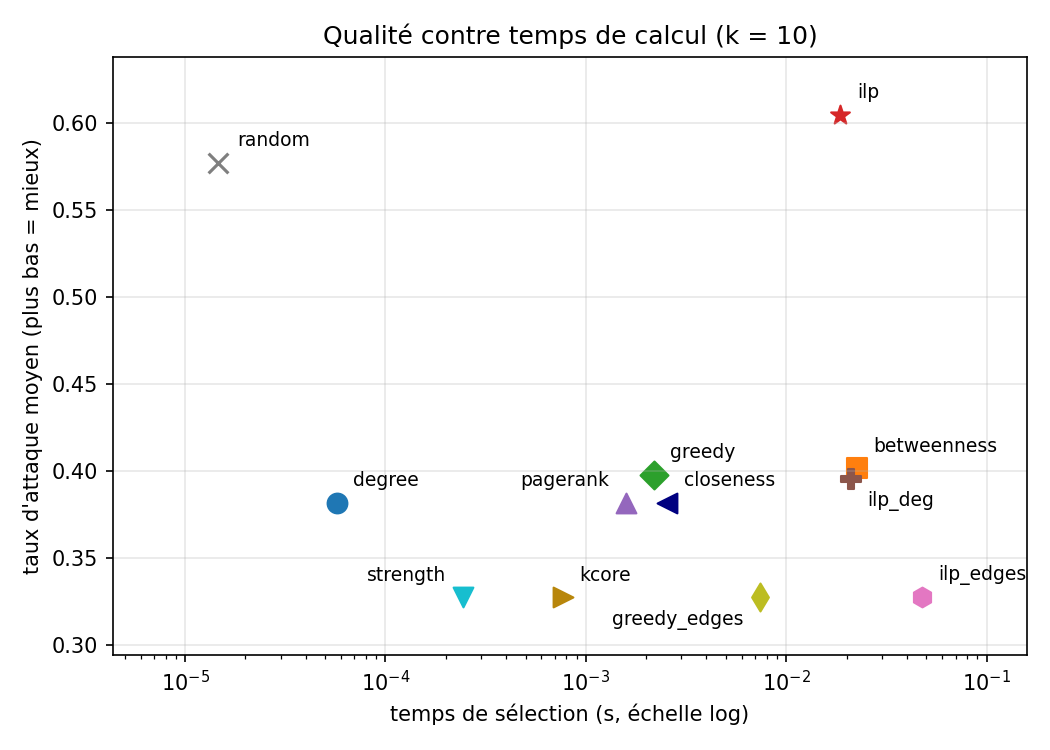 Qualité contre temps de calcul (k = 10)
taux d'attaque moyen (plus bas = mieux)
0.60
0.55
0.50
0.45
0.40
0.35
0.30
ilp
random
betweenness
greedy
degree
pagerank
closeness
ilp_deg
strength
kcore
ilp_edges
greedy_edges
10⁻⁵
10⁻⁴
10⁻³
10⁻²
10⁻¹
temps de sélection (s, échelle log)